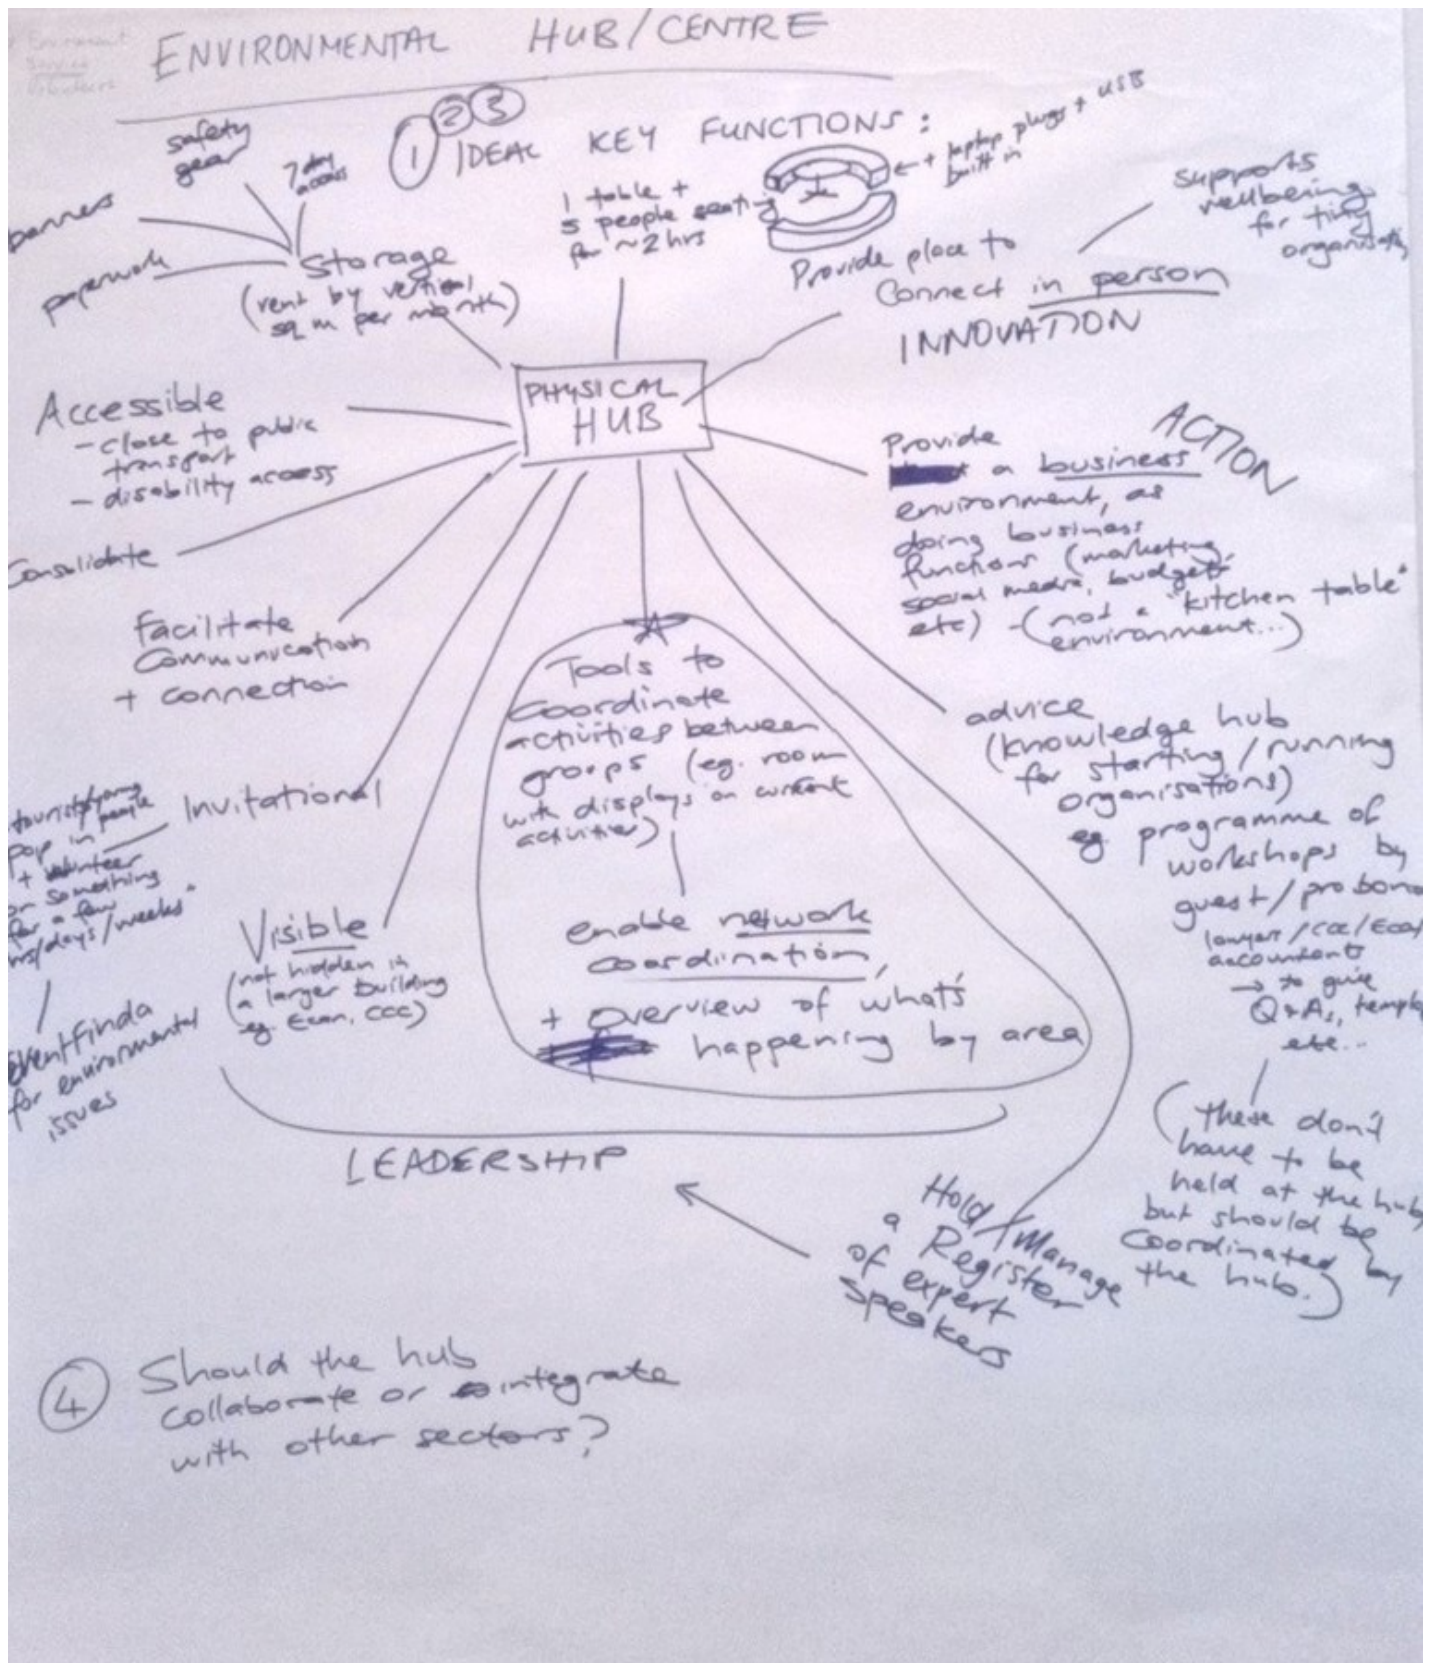 ENVIRONMENTAL HUB/CENTRE
① ② ③ IDEAL KEY FUNCTIONS:
safety
gear
7 day
access
paperwork
Storage
(rent by vertical
sq m per month)
1 table +
5 people seating
for ~2 hrs
← + laptop plugs + USB
built in
Provide place to
Connect in person
INNOVATION
supports
wellbeing
for tiny
PHYSICAL
HUB
Accessible
- close to public
transport
- disability access
Consolidate
Facilitate
Communication
+ connection
Invitational
pop in
+ volunteer
or something
for a few
/days/weeks"
Eventfinda
for environmental
issues
Visible
(not hidden in
a larger building
eg. Ecan, CCC)
Tools to
Coordinate
activities between
groups (eg. room
with displays on current
activities)
enable network
coordination,
+ overview of what's
happening by area
LEADERSHIP
ACTION
Provide
a business
environment, as
doing business
functions (marketing,
social media, budgets
etc) - (not a "kitchen table"
environment...)
advice
(knowledge hub
for starting/running
organisations)
eg programme of
workshops by
guest/pro bono
lawyers/CCC/Ecan/
accountants
→ to give
Q+As,
etc...
(these don't
have to be
held at the hub
but should be
Coordinated by
the hub.)
Hold/Manage
a Register
of expert
speakers
④ Should the hub
collaborate or integrate
with other sectors?